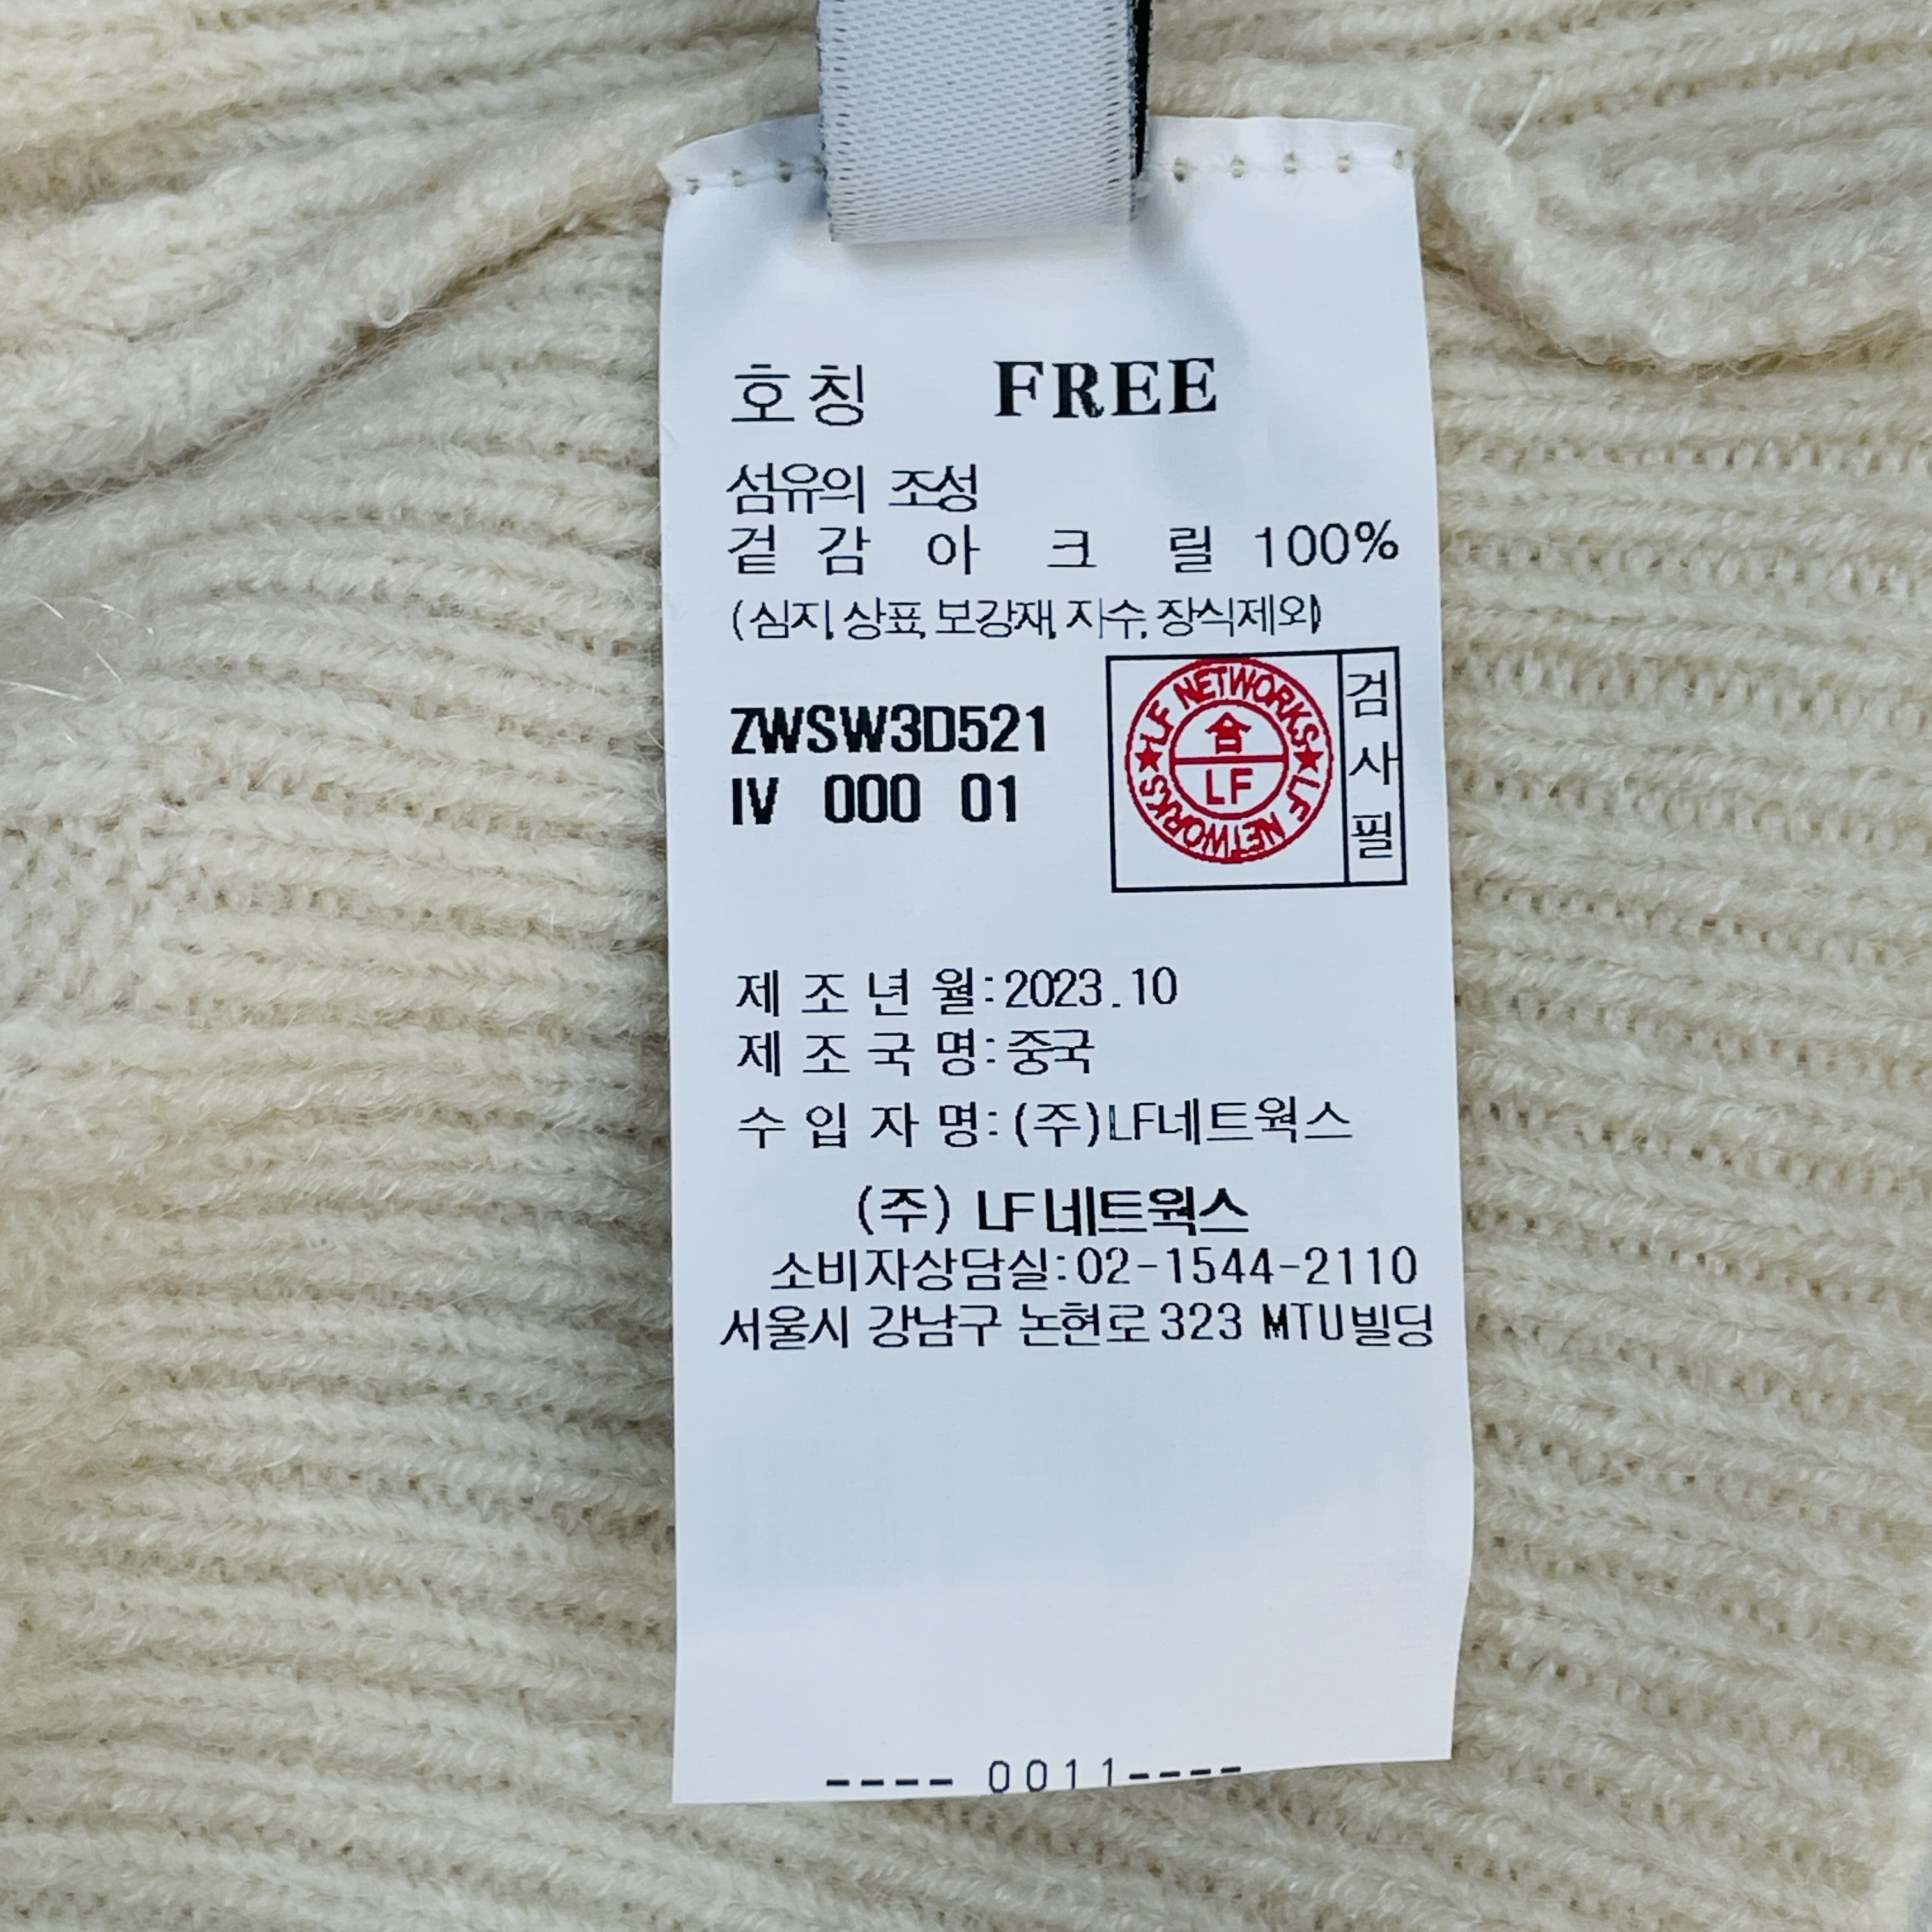 호칭 FREE
섬유의 조성
겉 감 아 크 릴 100%
(심지, 상표, 보강재, 자수, 장식제외)
ZWSW3D521
IV 000 01
★ LF NETWORKS ★ LF NETWORKS
合
LF
검사필
제 조 년 월:2023.10
제 조 국 명:중국
수 입 자 명:(주)LF네트웍스
(주) LF네트웍스
소비자상담실:02-1544-2110
서울시 강남구 논현로323 MTU빌딩
---- 0011----